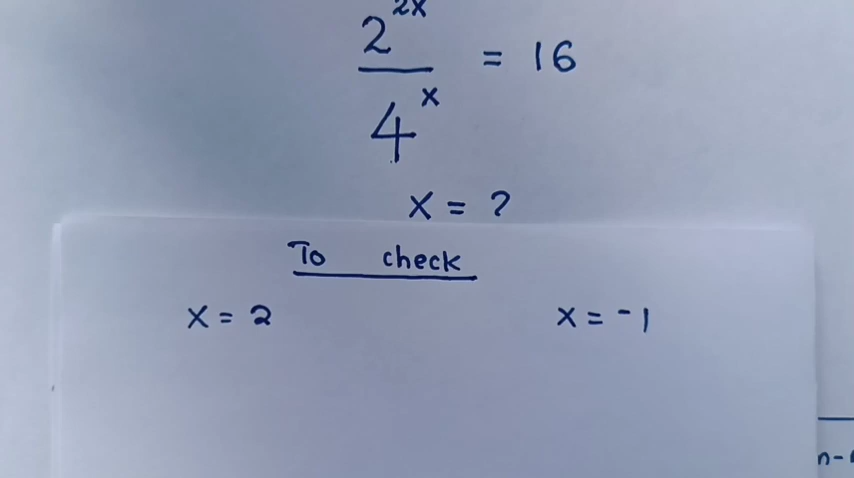 2^2x
4^x
= 16
x = ?
To check
x = 2
x = -1
n-